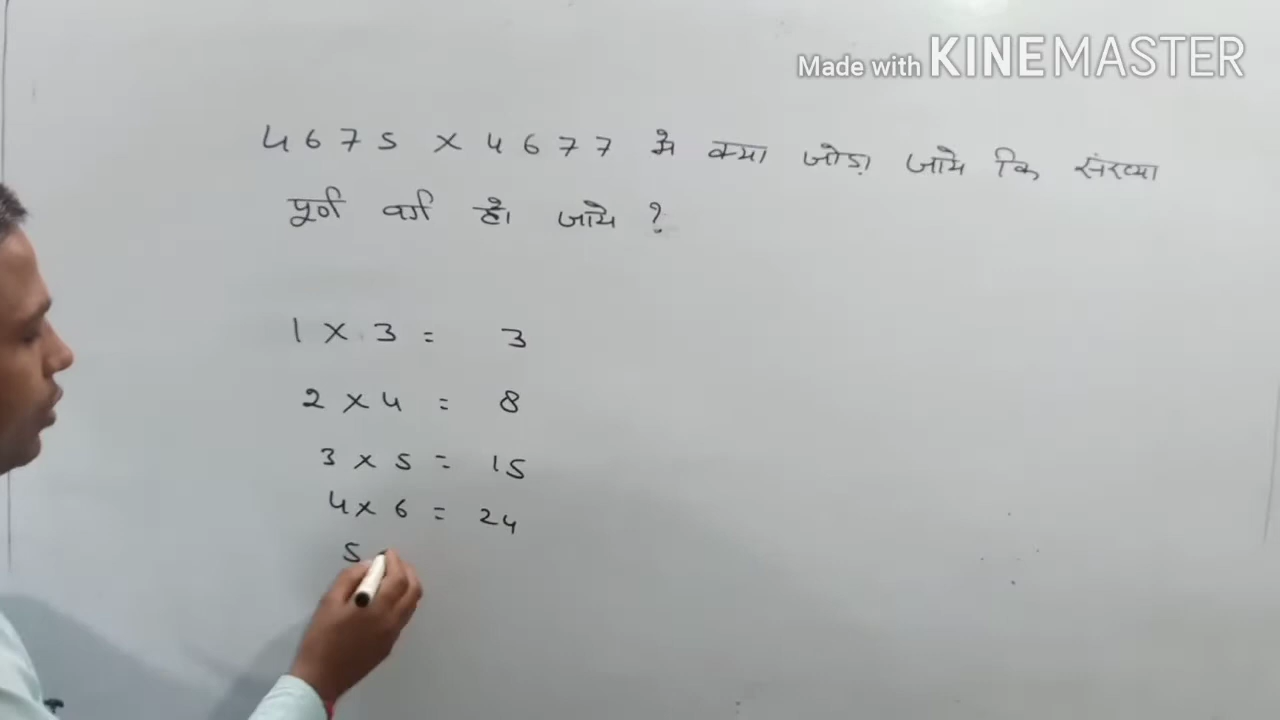 Made with KINEMASTER
4675 × 4677 में क्या जोड़ा जाये कि संख्या
पूर्ण वर्ग हो जाये ?
1 × 3 = 3
2 × 4 = 8
3 × 5 = 15
4 × 6 = 24
5